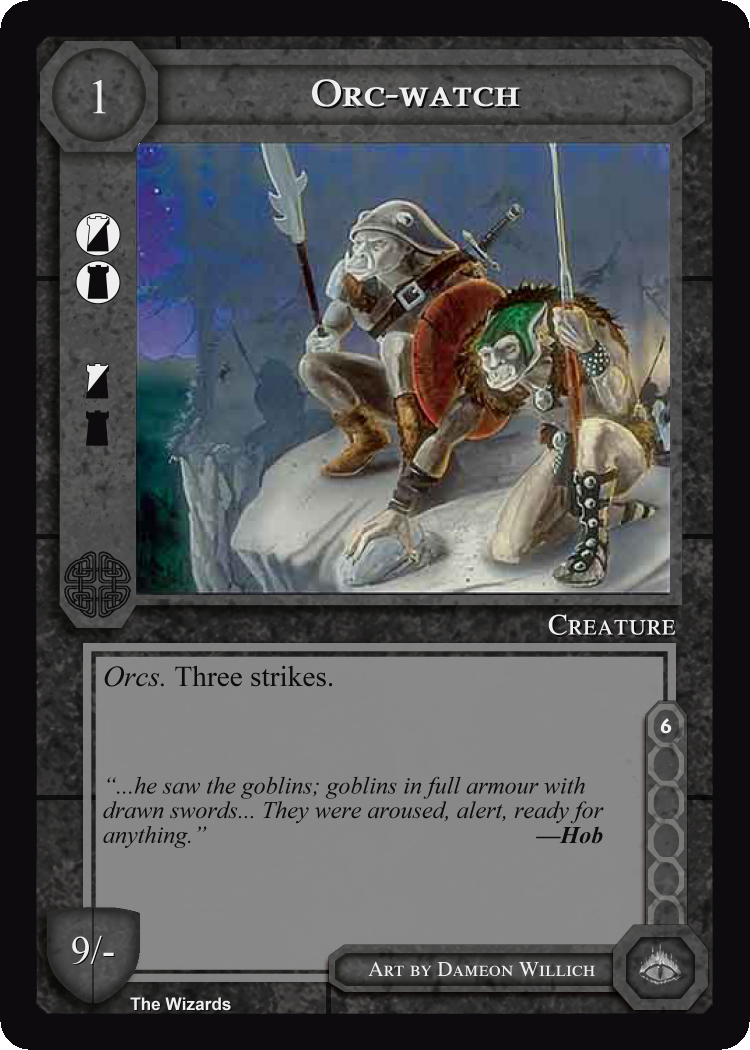 1
Orc-watch
Creature
Orcs. Three strikes.
6
“...he saw the goblins; goblins in full armour with
drawn swords... They were aroused, alert, ready for
anything.” —Hob
9/-
Art by Dameon Willich
The Wizards